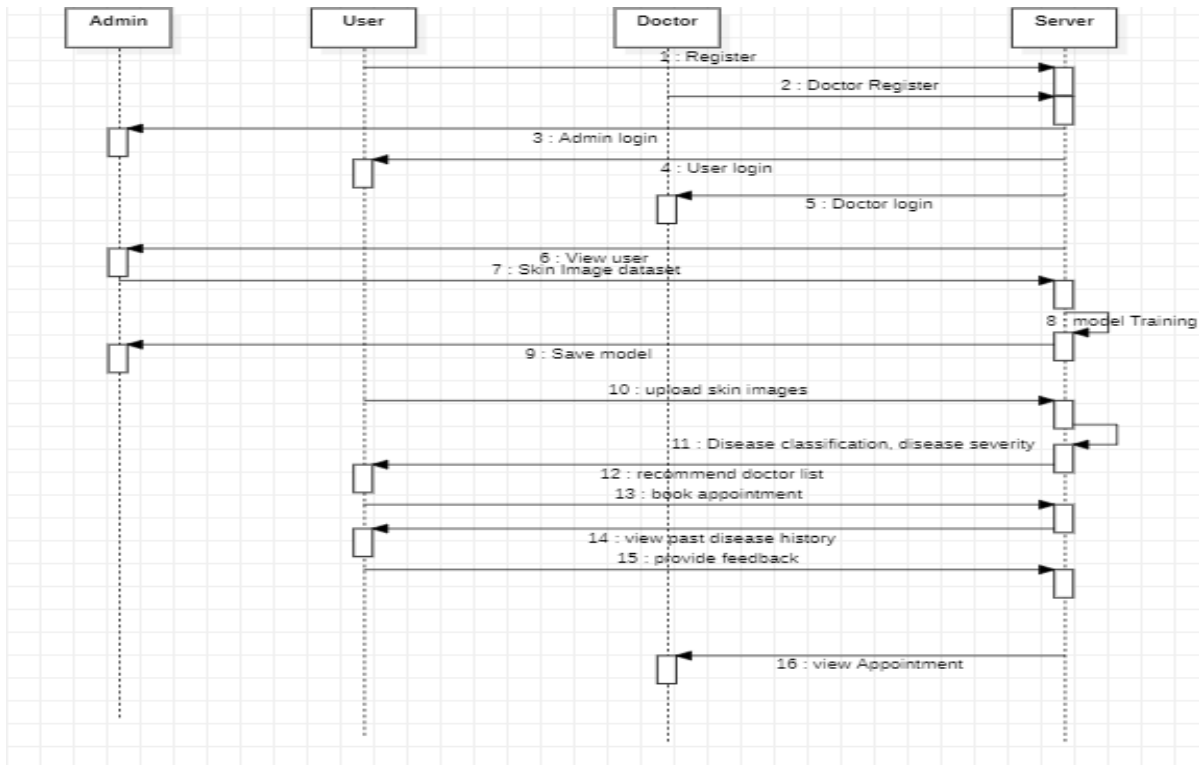 Admin
User
Doctor
Server
1 : Register
2 : Doctor Register
3 : Admin login
4 : User login
5 : Doctor login
6 : View user
7 : Skin Image dataset
8 : model Training
9 : Save model
10 : upload skin images
11 : Disease classification, disease severity
12 : recommend doctor list
13 : book appointment
14 : view past disease history
15 : provide feedback
16 : view Appointment